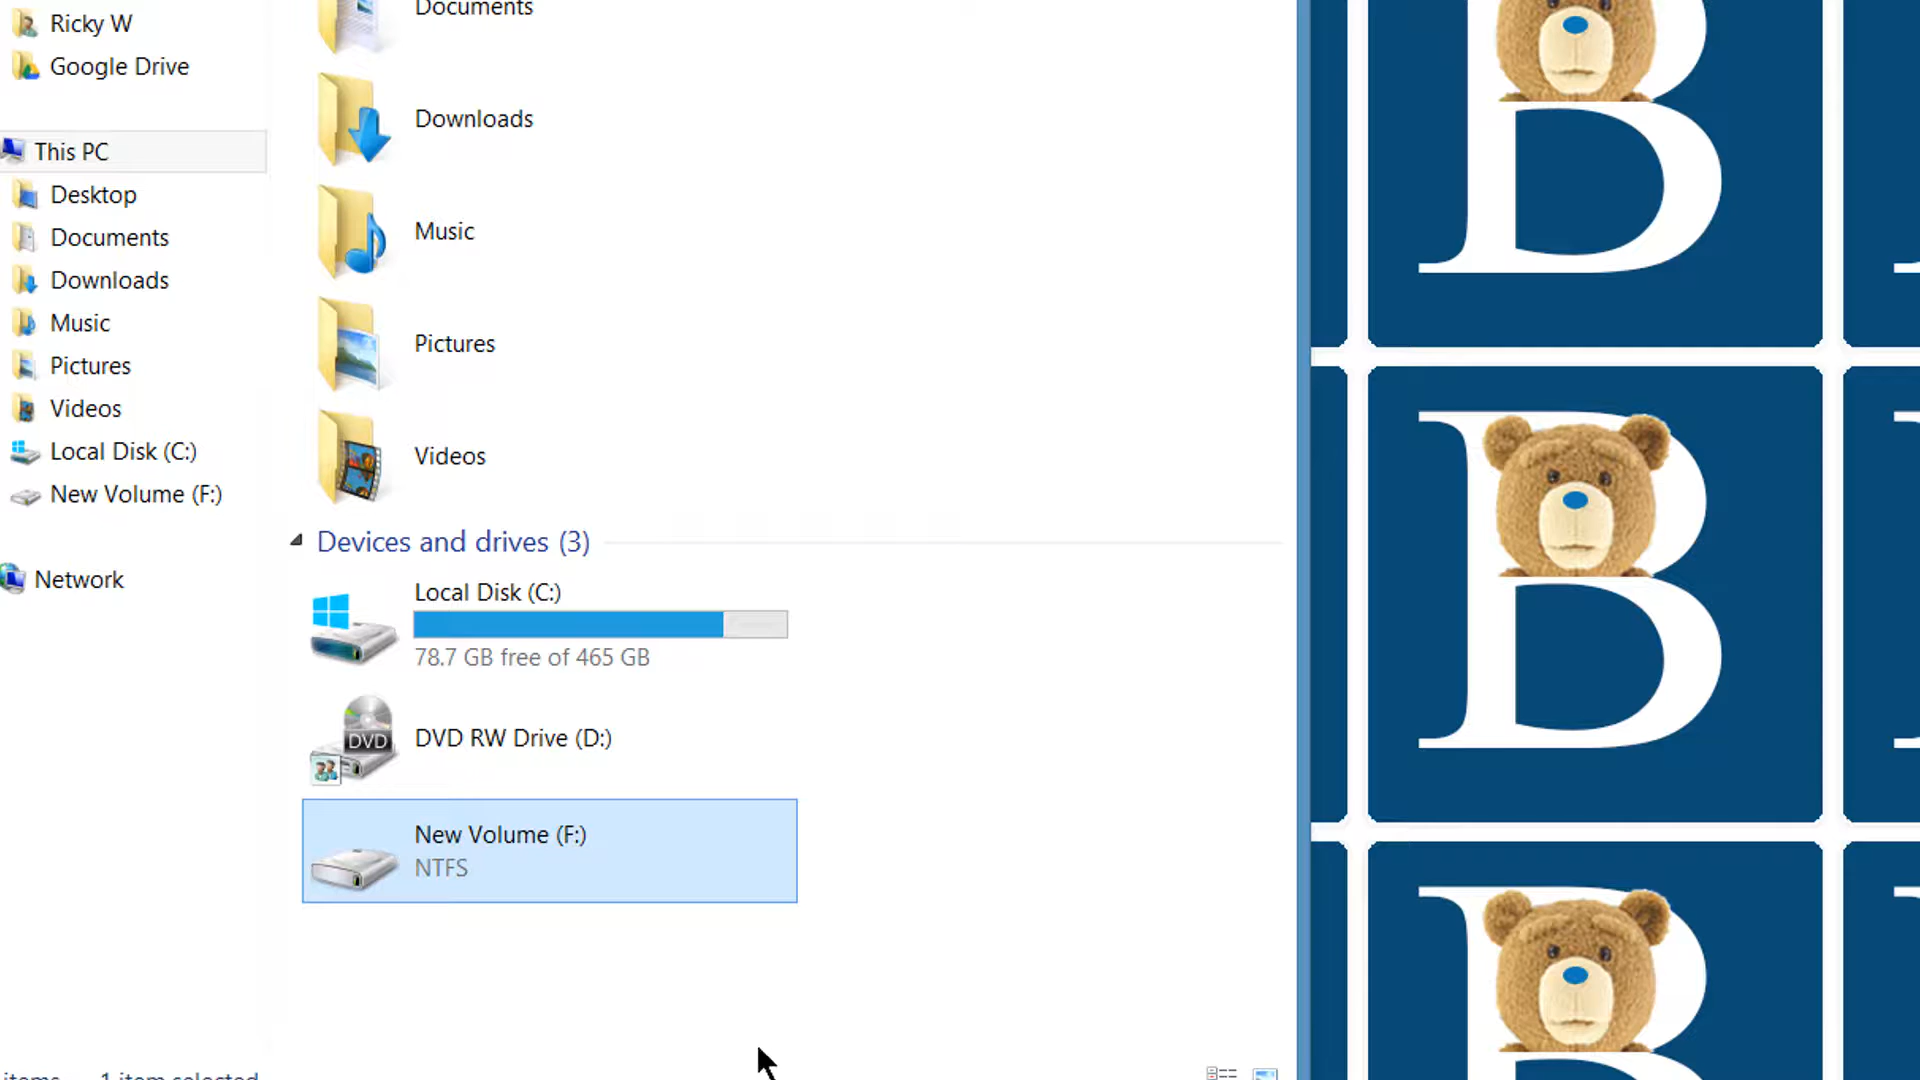 Ricky W
Google Drive
This PC
Desktop
Documents
Downloads
Music
Pictures
Videos
Local Disk (C:)
New Volume (F:)
Network
Documents
Downloads
Music
Pictures
Videos
Devices and drives (3)
Local Disk (C:)
78.7 GB free of 465 GB
DVD
DVD RW Drive (D:)
New Volume (F:)
NTFS
items 1 item selected
B
B
B